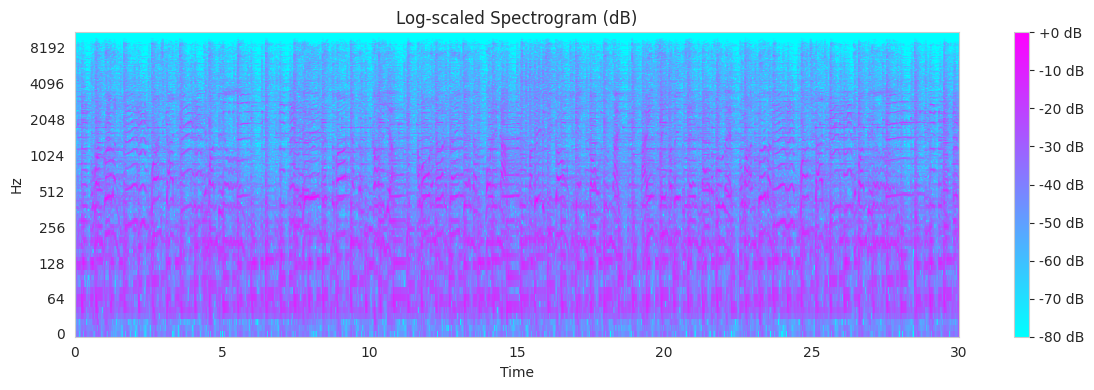 Log-scaled Spectrogram (dB)
8192
4096
2048
1024
512
256
128
64
0
Hz
0 5 10 15 20 25 30
Time
+0 dB
-10 dB
-20 dB
-30 dB
-40 dB
-50 dB
-60 dB
-70 dB
-80 dB